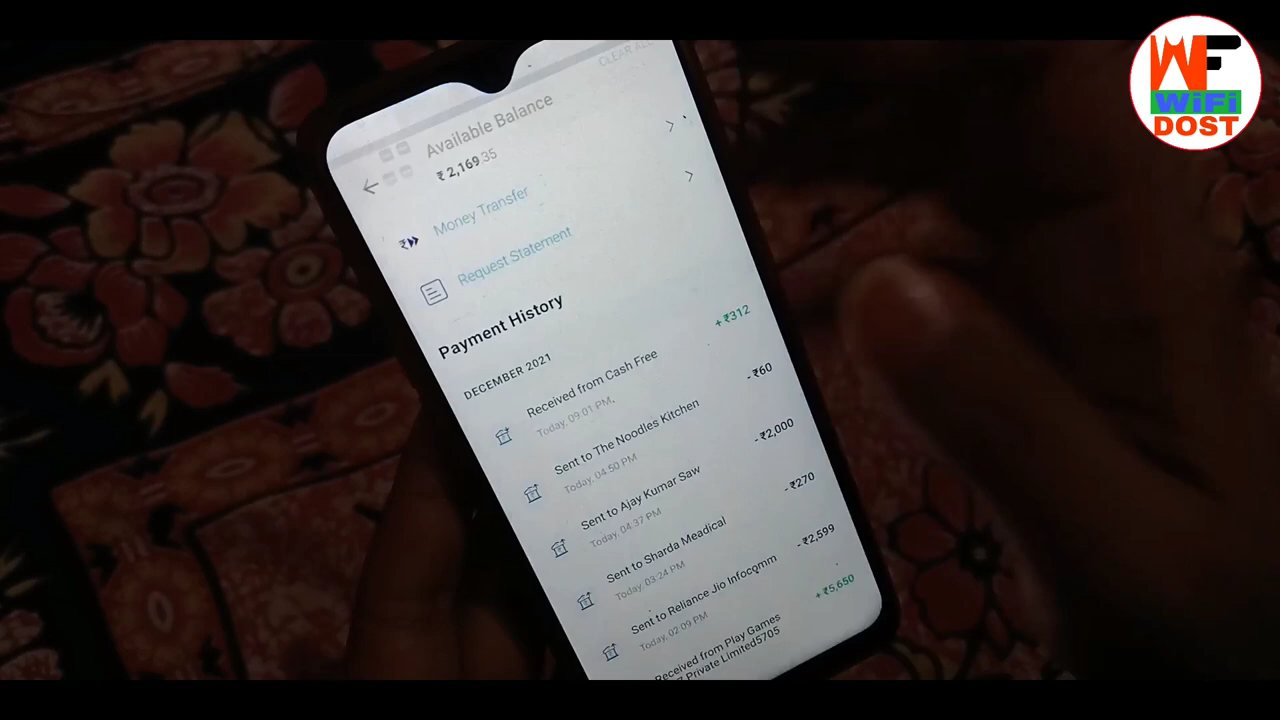 WF
WiFi
DOST
CLEAR ALL
Available Balance
₹ 2,169.35
Money Transfer
Request Statement
Payment History
DECEMBER 2021
Received from Cash Free
+ ₹312
Today, 09:01 PM
Sent to The Noodles Kitchen
- ₹60
Today, 04:50 PM
Sent to Ajay Kumar Saw
- ₹2,000
Today, 04:37 PM
Sent to Sharda Meadical
- ₹270
Today, 03:24 PM
Sent to Reliance Jio Infocomm
- ₹2,599
Today, 02:09 PM
Received from Play Games
+ ₹5,650
Private Limited5705